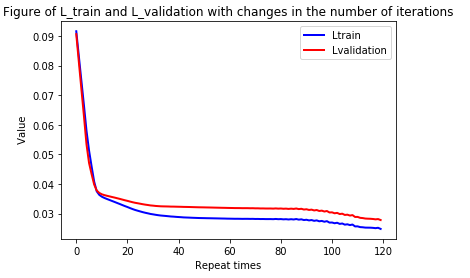 Figure of L_train and L_validation with changes in the number of iterations
Ltrain
Lvalidation
0.09
0.08
0.07
0.06
0.05
0.04
0.03
Value
0 20 40 60 80 100 120
Repeat times